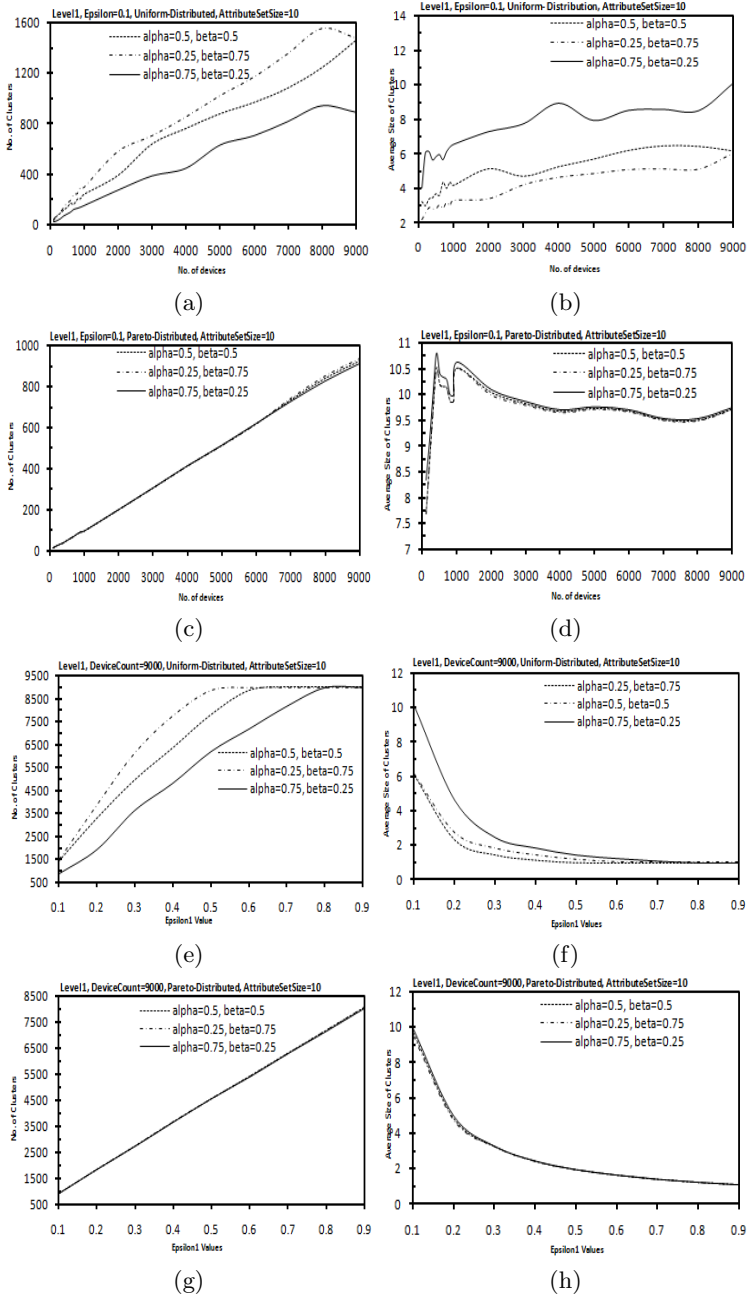 Level1, Epsilon=0.1, Uniform-Distributed, AttributeSetSize=10
1600
1200
800
400
0
No. of Clusters
alpha=0.5, beta=0.5
alpha=0.25, beta=0.75
alpha=0.75, beta=0.25
0 1000 2000 3000 4000 5000 6000 7000 8000 9000
No. of devices
(a)
Level1, Epsilon=0.1, Uniform-Distribution, AttributeSetSize=10
14
12
10
8
6
4
2
Average Size of Clusters
alpha=0.5, beta=0.5
alpha=0.25, beta=0.75
alpha=0.75, beta=0.25
0 1000 2000 3000 4000 5000 6000 7000 8000 9000
No. of devices
(b)
Level1, Epsilon=0.1, Pareto-Distributed, AttributeSetSize=10
1000
800
600
400
200
0
No. of Clusters
alpha=0.5, beta=0.5
alpha=0.25, beta=0.75
alpha=0.75, beta=0.25
0 1000 2000 3000 4000 5000 6000 7000 8000 9000
No. of devices
(c)
Level1, Epsilon=0.1, Pareto-Distributed, AttributeSetSize=10
11
10.5
10
9.5
9
8.5
8
7.5
7
Average Size of Clusters
alpha=0.5, beta=0.5
alpha=0.25, beta=0.75
alpha=0.75, beta=0.25
0 1000 2000 3000 4000 5000 6000 7000 8000 9000
No. of devices
(d)
Level1, DeviceCount=9000, Uniform-Distributed, AttributeSetSize=10
9500
8500
7500
6500
5500
4500
3500
2500
1500
500
No. of Clusters
alpha=0.5, beta=0.5
alpha=0.25, beta=0.75
alpha=0.75, beta=0.25
0.1 0.2 0.3 0.4 0.5 0.6 0.7 0.8 0.9
Epsilon1 Value
(e)
Level1, DeviceCount=9000, Uniform-Distributed, AttributeSetSize=10
12
10
8
6
4
2
0
Average Size of Clusters
alpha=0.25, beta=0.75
alpha=0.5, beta=0.5
alpha=0.75, beta=0.25
0.1 0.2 0.3 0.4 0.5 0.6 0.7 0.8 0.9
Epsilon1 Values
(f)
Level1, DeviceCount=9000, Pareto-Distributed, AttributeSetSize=10
8500
7500
6500
5500
4500
3500
2500
1500
500
No. of Clusters
alpha=0.5, beta=0.5
alpha=0.25, beta=0.75
alpha=0.75, beta=0.25
0.1 0.2 0.3 0.4 0.5 0.6 0.7 0.8 0.9
Epsilon1 Values
(g)
Level1, DeviceCount=9000, Pareto-Distributed, AttributeSetSize=10
12
10
8
6
4
2
0
Average Size of Clusters
alpha=0.5, beta=0.5
alpha=0.25, beta=0.75
alpha=0.75, beta=0.25
0.1 0.2 0.3 0.4 0.5 0.6 0.7 0.8 0.9
Epsilon1 Values
(h)